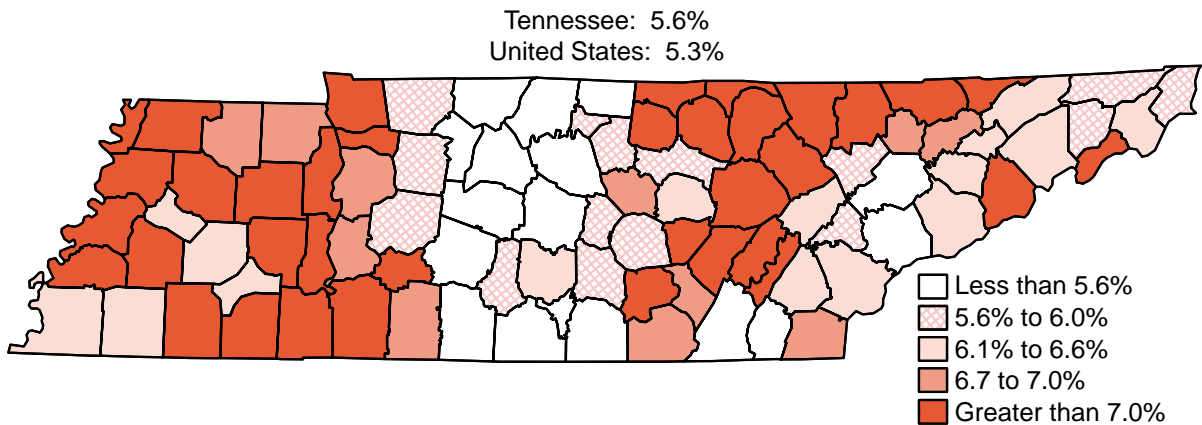 Tennessee: 5.6%
United States: 5.3%
Less than 5.6%
5.6% to 6.0%
6.1% to 6.6%
6.7 to 7.0%
Greater than 7.0%